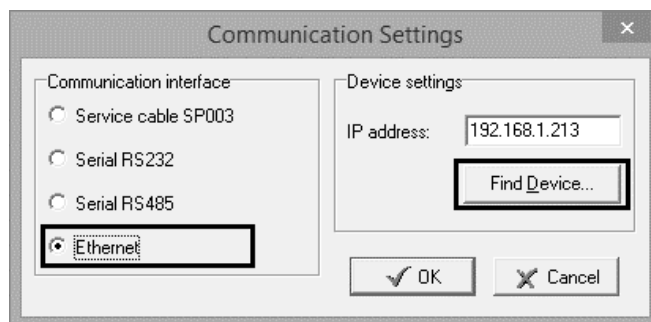 Communication Settings
Communication interface
Service cable SP003
Serial RS232
Serial RS485
Ethernet
Device settings
IP address: 192.168.1.213
Find Device...
OK
Cancel